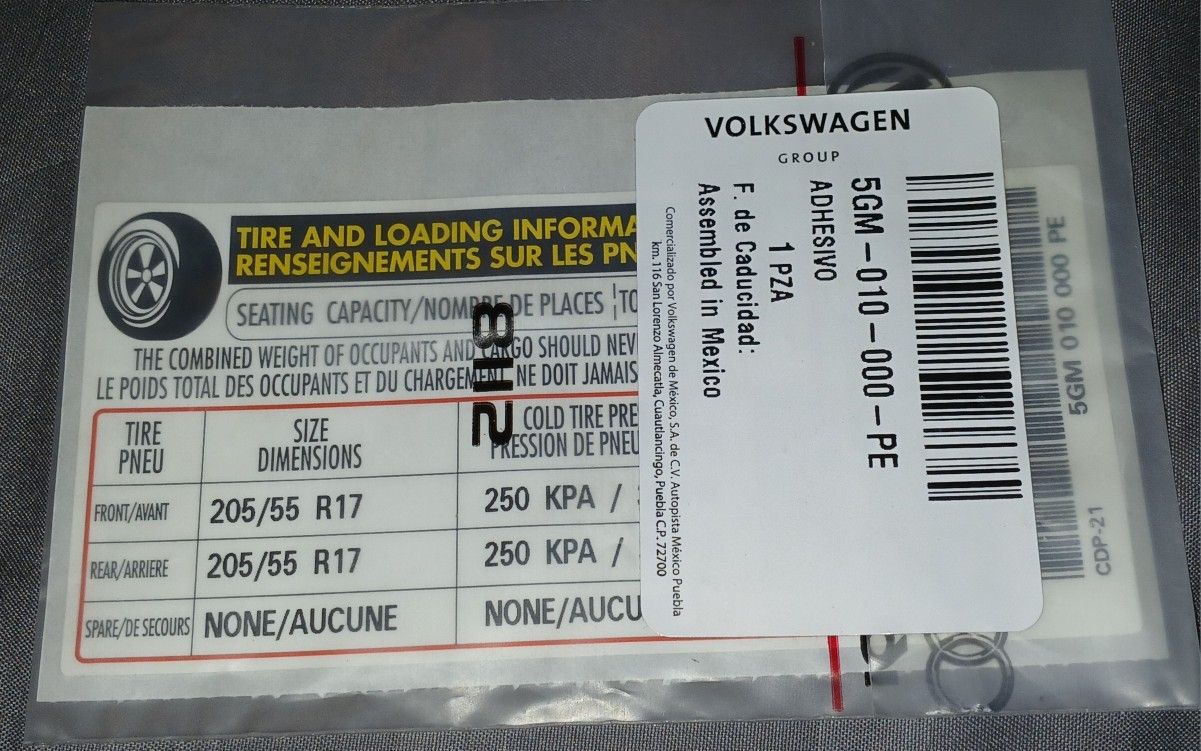 TIRE AND LOADING INFORMA
RENSEIGNEMENTS SUR LES PN
SEATING CAPACITY/NOMBRE DE PLACES TO
THE COMBINED WEIGHT OF OCCUPANTS AND CARGO SHOULD NEV
LE POIDS TOTAL DES OCCUPANTS ET DU CHARGEMENT NE DOIT JAMAIS
TIRE
PNEU
SIZE
DIMENSIONS
COLD TIRE PRE
PRESSION DE PNEU
FRONT/AVANT 205/55 R17 250 KPA /
REAR/ARRIERE 205/55 R17 250 KPA /
SPARE/DE SECOURS NONE/AUCUNE NONE/AUCU
VOLKSWAGEN
GROUP
5GM-010-000-PE
ADHESIVO
1 PZA
F. de Caducidad:
Assembled in Mexico
Comercializado por Volkswagen de México, S.A. de C.V. Autopista México Puebla
km. 116 San Lorenzo Almecatla, Cuautlancingo, Puebla C.P. 72700
5GM 010 000 PE
CDP-21